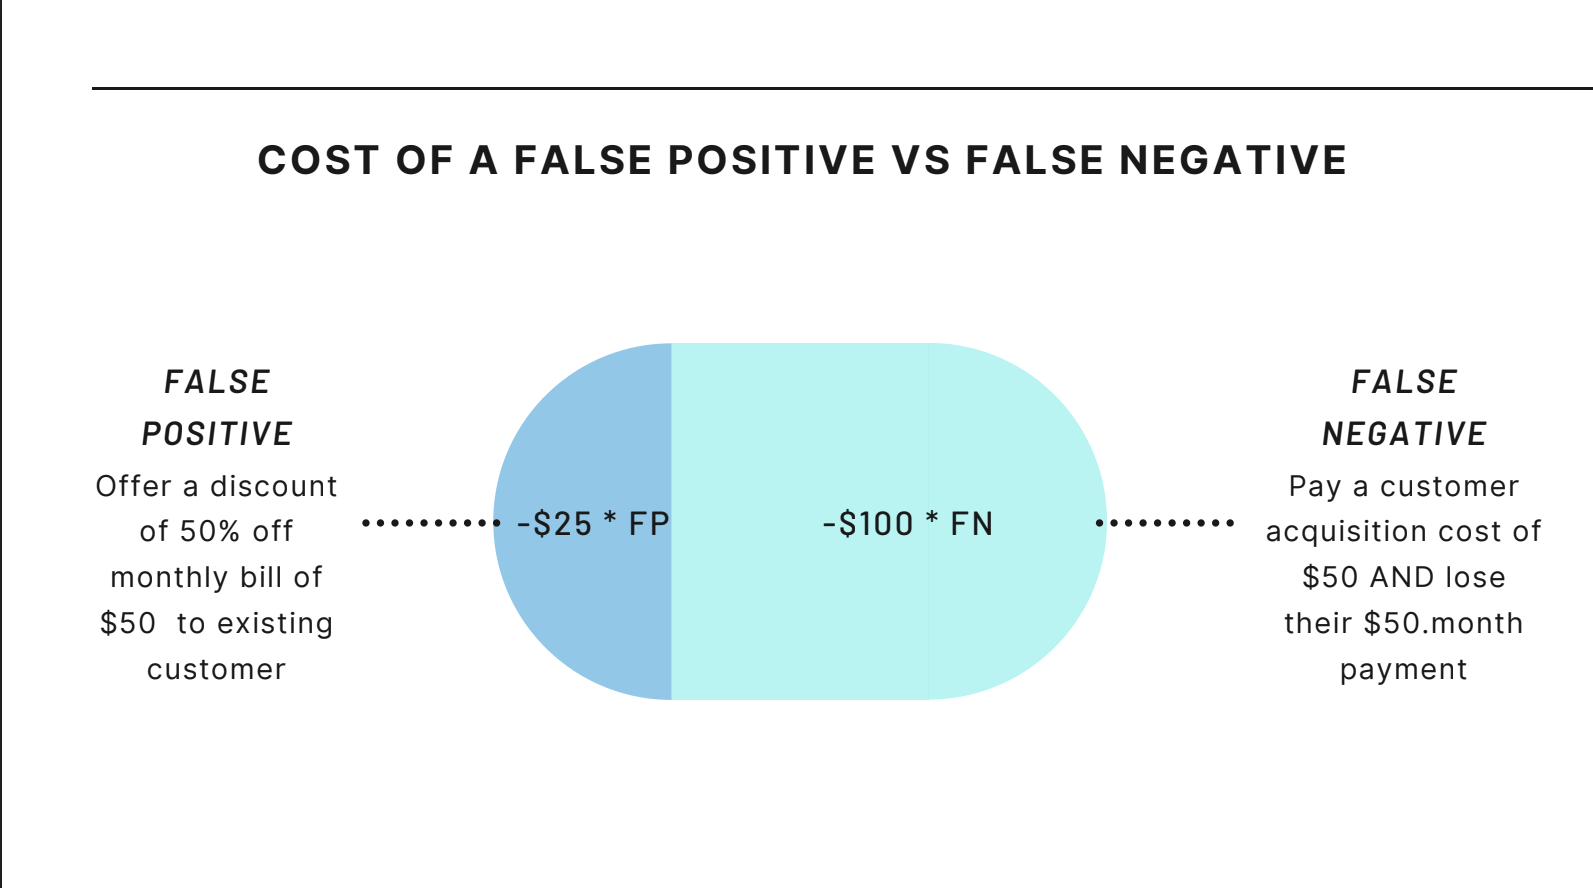 COST OF A FALSE POSITIVE VS FALSE NEGATIVE
FALSE
POSITIVE
Offer a discount
of 50% off
monthly bill of
$50  to existing
customer
-$25 * FP
-$100 * FN
FALSE
NEGATIVE
Pay a customer
acquisition cost of
$50 AND lose
their $50.month
payment